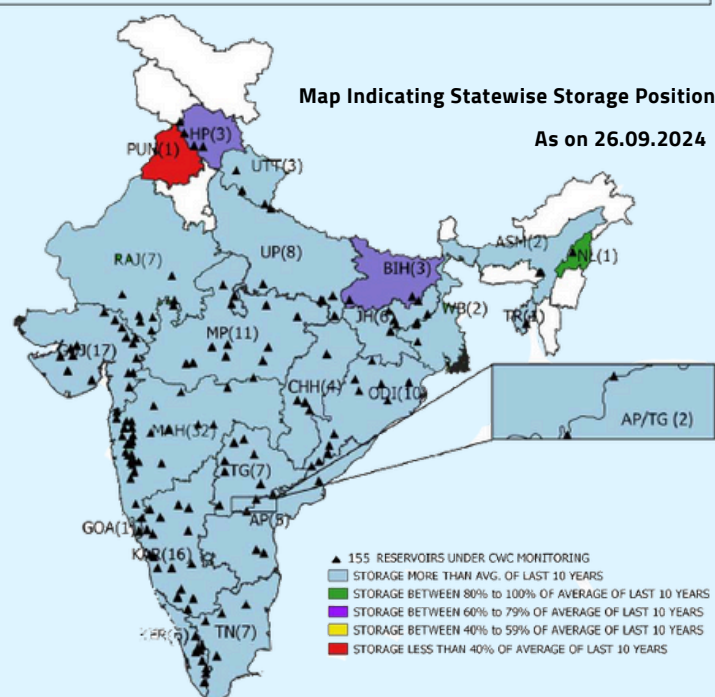 Map Indicating Statewise Storage Position
As on 26.09.2024
HP(3)
PUN(1)
UTT(3)
RAJ(7)
UP(8)
BIH(3)
ASM(2)
NL(1)
TR(1)
WB(2)
JH(6)
GUJ(17)
MP(11)
CHH(4)
ODI(10)
MAH(32)
TG(7)
AP/TG (2)
GOA(1)
KAR(16)
TN(7)
155 RESERVOIRS UNDER CWC MONITORING
STORAGE MORE THAN AVG. OF LAST 10 YEARS
STORAGE BETWEEN 80% to 100% OF AVERAGE OF LAST 10 YEARS
STORAGE BETWEEN 60% to 79% OF AVERAGE OF LAST 10 YEARS
STORAGE BETWEEN 40% to 59% OF AVERAGE OF LAST 10 YEARS
STORAGE LESS THAN 40% OF AVERAGE OF LAST 10 YEARS